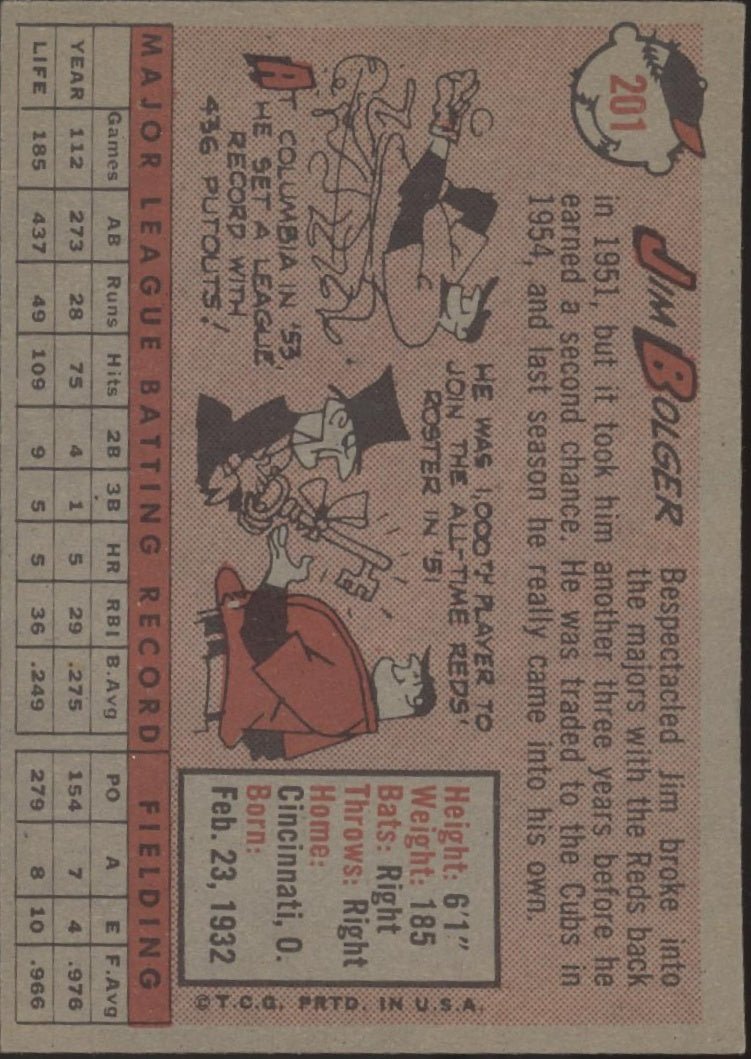 201
JIM BOLGER
Bespectacled Jim broke into
the majors with the Reds back
in 1951, but it took him another three years before he
earned a second chance. He was traded to the Cubs in
1954, and last season he really came into his own.
AT COLUMBIA IN '53,
HE SET A LEAGUE
RECORD WITH
436 PUTOUTS!
HE WAS 1,000TH PLAYER TO
JOIN THE ALL-TIME REDS'
ROSTER IN '51
Height: 6'1"
Weight: 185
Bats: Right
Throws: Right
Home:
Cincinnati, O.
Born:
Feb. 23, 1932
© T.C.G. PRTD. IN U.S.A.
MAJOR LEAGUE BATTING RECORD FIELDING
Games AB Runs Hits 2B 3B HR RBI B.Avg PO A E F.Avg
YEAR 112 273 28 75 4 1 5 29 .275 154 7 4 .976
LIFE 185 437 49 109 9 5 5 36 .249 279 8 10 .966